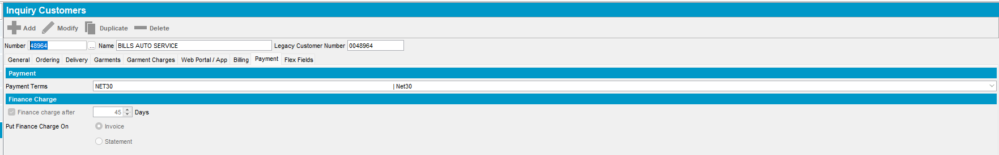 Inquiry Customers
Add Modify Duplicate Delete
Number 48964 ... Name BILLS AUTO SERVICE Legacy Customer Number 0048964
General Ordering Delivery Garments Garment Charges Web Portal / App Billing Payment Flex Fields
Payment
Payment Terms NET30 | Net30
Finance Charge
Finance charge after 45 Days
Put Finance Charge On Invoice
Statement